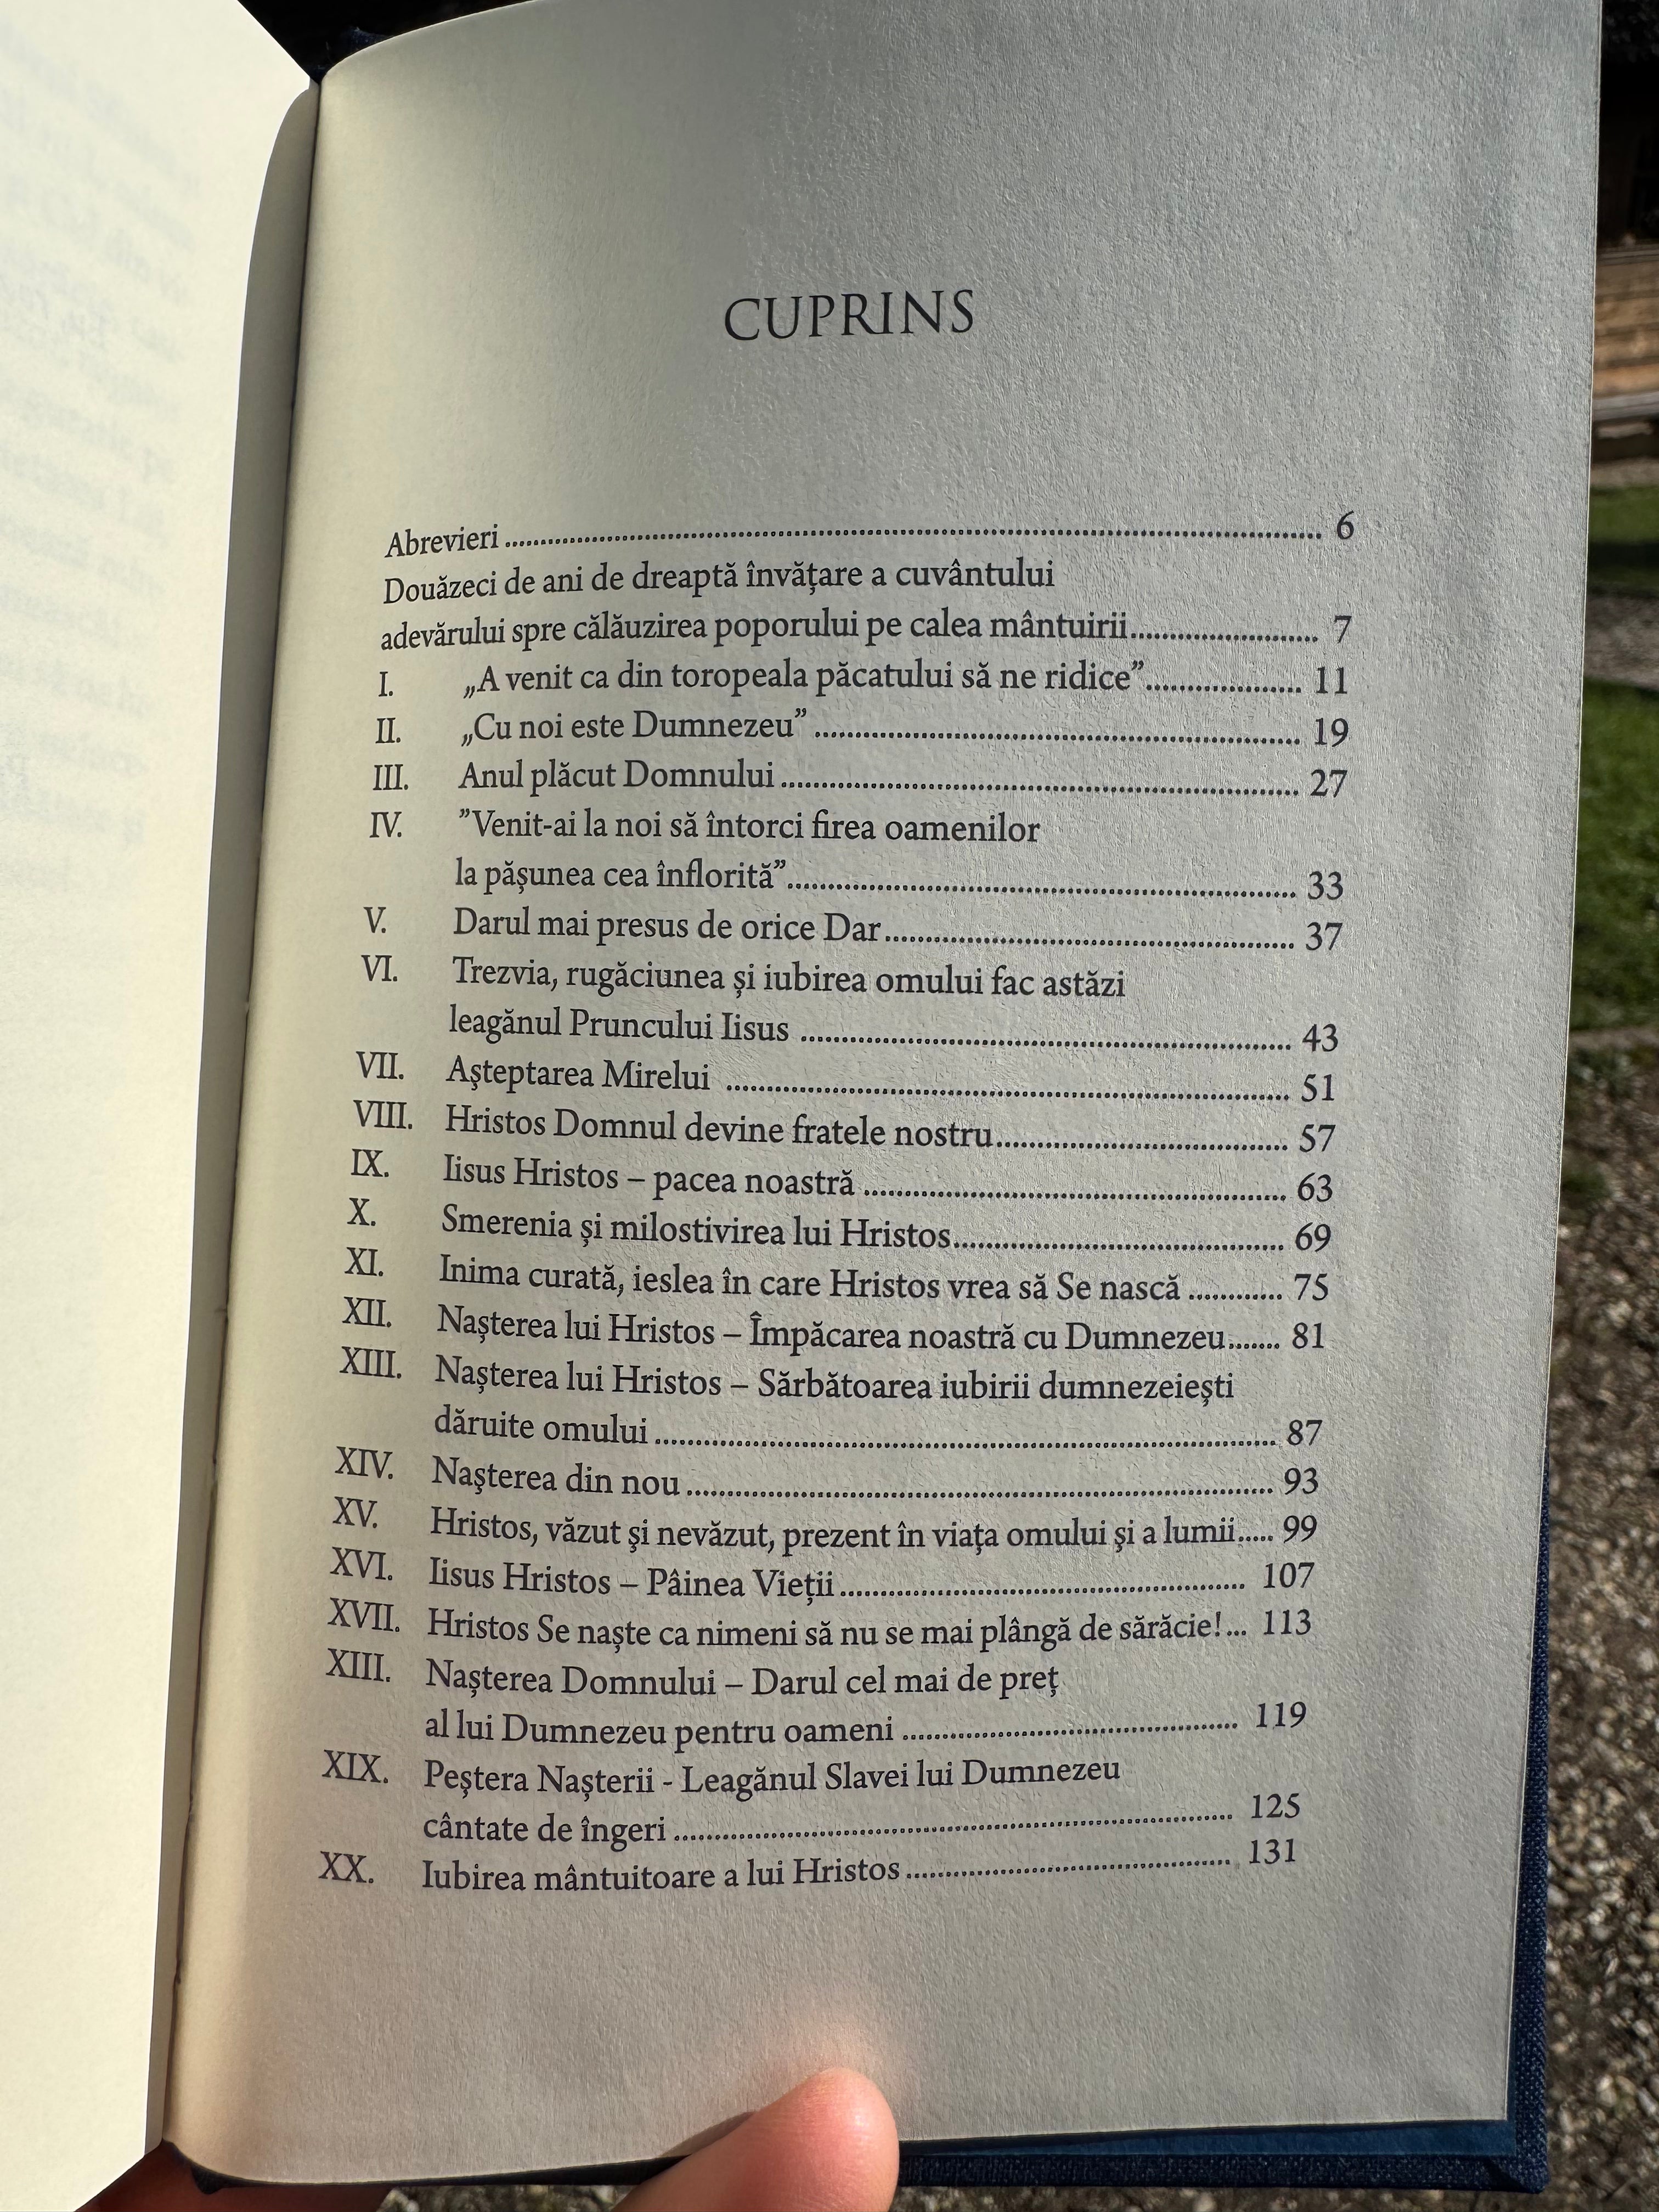 CUPRINS
Abrevieri .......... 6
Douăzeci de ani de dreaptă învățare a cuvântului
adevărului spre călăuzirea poporului pe calea mântuirii .......... 7
I. „A venit ca din toropeala păcatului să ne ridice” .......... 11
II. „Cu noi este Dumnezeu” .......... 19
III. Anul plăcut Domnului .......... 27
IV. ”Venit-ai la noi să întorci firea oamenilor
la pășunea cea înflorită” .......... 33
V. Darul mai presus de orice Dar .......... 37
VI. Trezvia, rugăciunea și iubirea omului fac astăzi
leagănul Pruncului Iisus .......... 43
VII. Aşteptarea Mirelui .......... 51
VIII. Hristos Domnul devine fratele nostru .......... 57
IX. Iisus Hristos – pacea noastră .......... 63
X. Smerenia și milostivirea lui Hristos .......... 69
XI. Inima curată, ieslea în care Hristos vrea să Se nască .......... 75
XII. Nașterea lui Hristos – Împăcarea noastră cu Dumnezeu ....... 81
XIII. Nașterea lui Hristos – Sărbătoarea iubirii dumnezeiești
dăruite omului .......... 87
XIV. Naşterea din nou .......... 93
XV. Hristos, văzut şi nevăzut, prezent în viaţa omului şi a lumii ..... 99
XVI. Iisus Hristos – Pâinea Vieții .......... 107
XVII. Hristos Se naște ca nimeni să nu se mai plângă de sărăcie! ... 113
XIII. Nașterea Domnului – Darul cel mai de preț
al lui Dumnezeu pentru oameni .......... 119
XIX. Peștera Nașterii - Leagănul Slavei lui Dumnezeu
cântate de îngeri .......... 125
XX. Iubirea mântuitoare a lui Hristos .......... 131